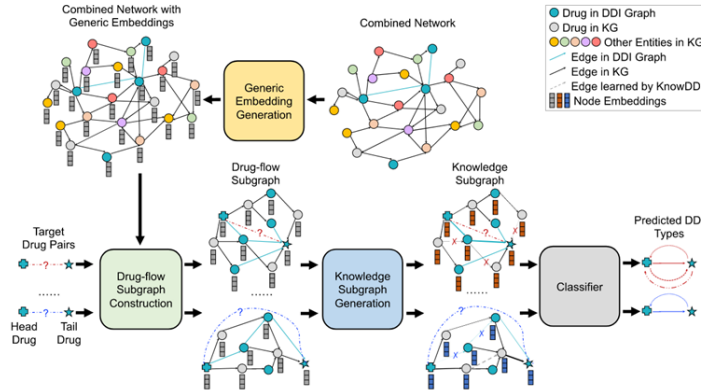 Combined Network with
Generic Embeddings
Combined Network
Generic
Embedding
Generation
Drug in DDI Graph
Drug in KG
Other Entities in KG
Edge in DDI Graph
Edge in KG
Edge learned by KnowDD
Node Embeddings
Drug-flow
Subgraph
Knowledge
Subgraph
Target
Drug Pairs
Predicted DD
Types
?
?
x
x
?
Drug-flow
Subgraph
Construction
Knowledge
Subgraph
Generation
Classifier
......
......
......
......
?
?
?
x
x
Head
Drug
Tail
Drug